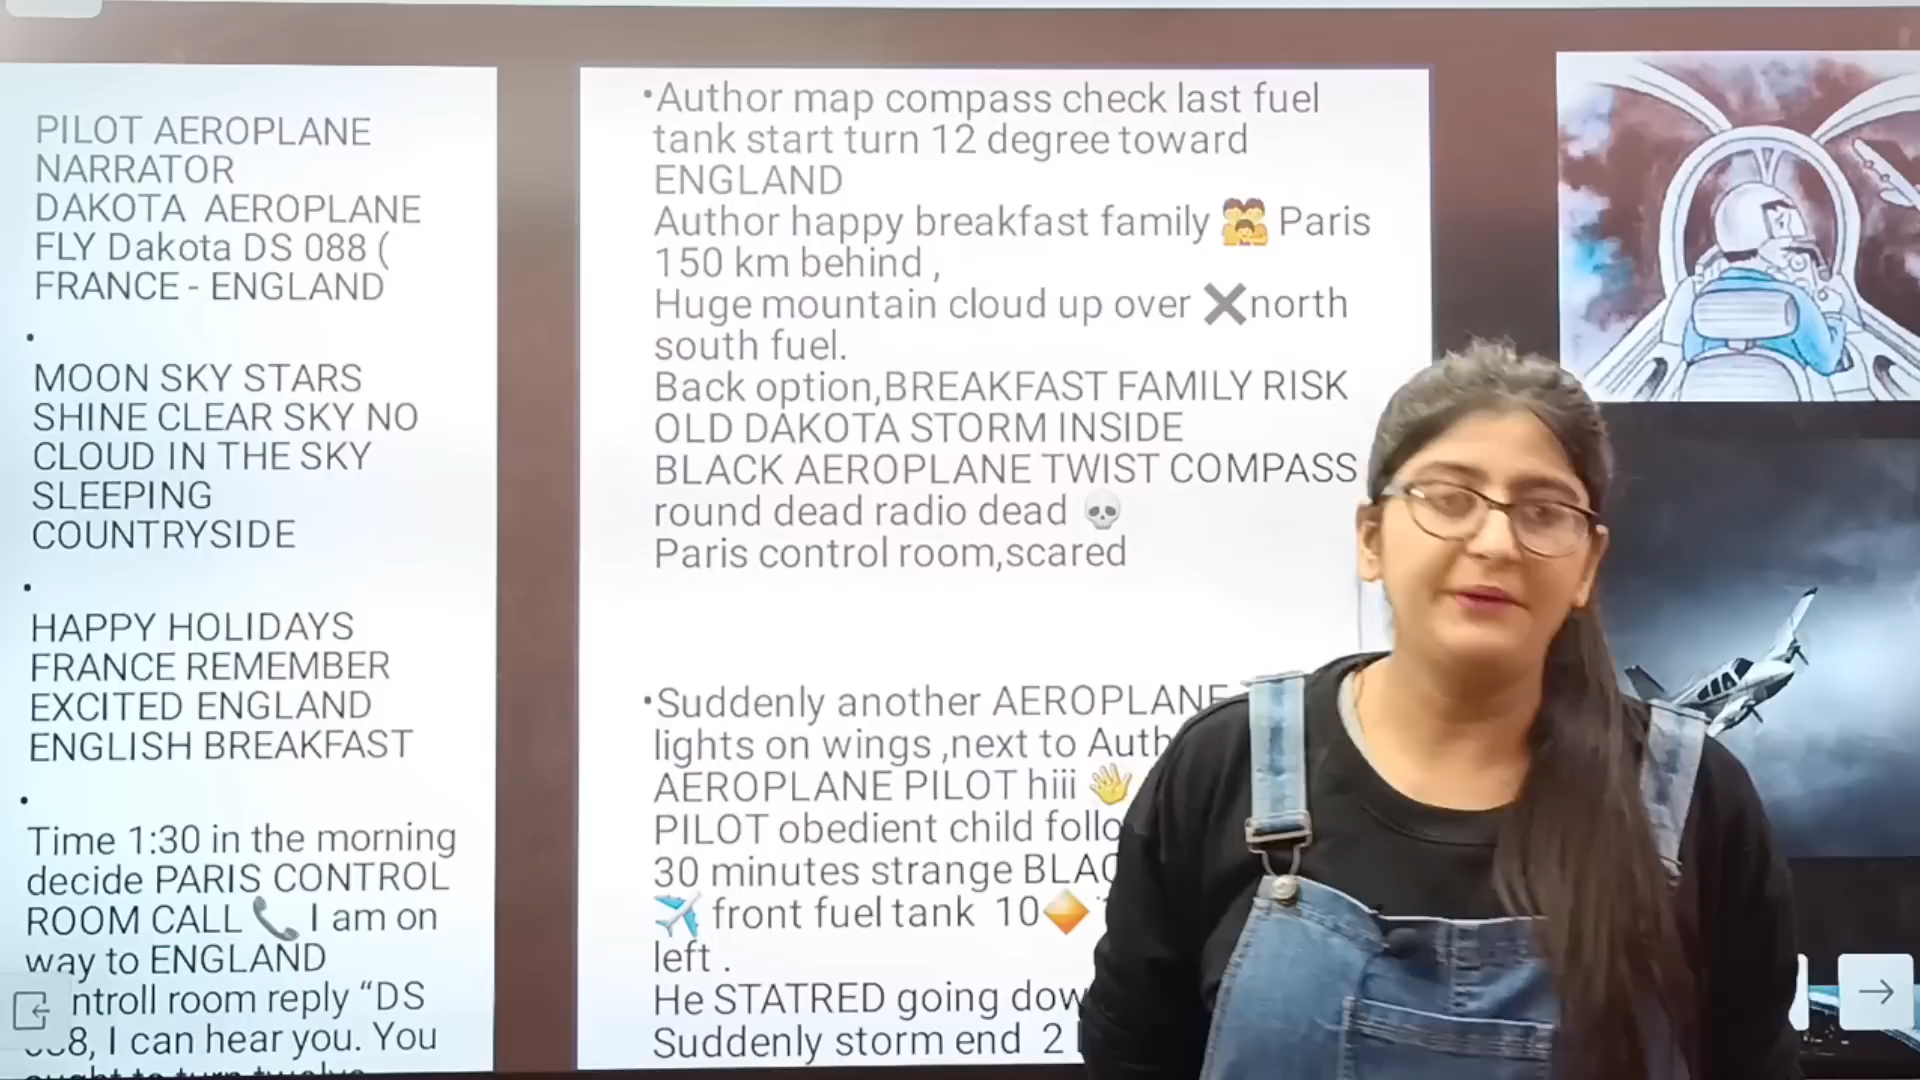 PILOT AEROPLANE
NARRATOR
DAKOTA AEROPLANE
FLY Dakota DS 088 (
FRANCE - ENGLAND
MOON SKY STARS
SHINE CLEAR SKY NO
CLOUD IN THE SKY
SLEEPING
COUNTRYSIDE
HAPPY HOLIDAYS
FRANCE REMEMBER
EXCITED ENGLAND
ENGLISH BREAKFAST
Time 1:30 in the morning
decide PARIS CONTROL
ROOM CALL 📞 I am on
way to ENGLAND
ntroll room reply “DS
8, I can hear you. You
•Author map compass check last fuel
tank start turn 12 degree toward
ENGLAND
Author happy breakfast family 👨‍👩‍👦 Paris
150 km behind ,
Huge mountain cloud up over ❌north
south fuel.
Back option,BREAKFAST FAMILY RISK
OLD DAKOTA STORM INSIDE
BLACK AEROPLANE TWIST COMPASS
round dead radio dead 💀
Paris control room,scared
•Suddenly another AEROPLANE
lights on wings ,next to Auth
AEROPLANE PILOT hiii 👋
PILOT obedient child follo
30 minutes strange BLAC
✈️ front fuel tank 10🔸
left .
He STATRED going dow
Suddenly storm end 2